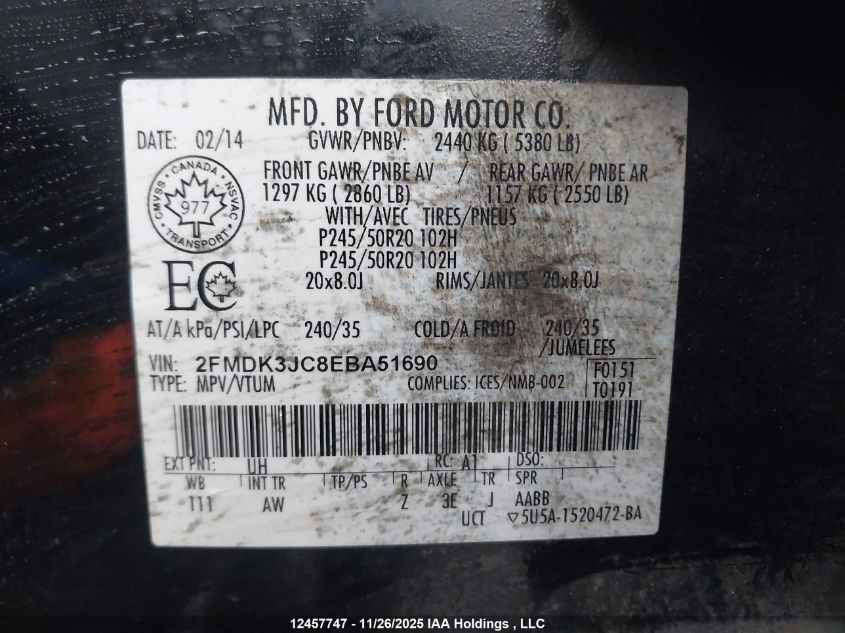 MFD. BY FORD MOTOR CO.
DATE: 02/14 GVWR/PNBV: 2440 KG ( 5380 LB)
FRONT GAWR/PNBE AV / REAR GAWR/ PNBE AR
1297 KG ( 2860 LB) 1157 KG ( 2550 LB)
WITH/AVEC TIRES/PNEUS
P245/50R20 102H
P245/50R20 102H
20x8.0J RIMS/JANTES 20x8.0J
CMVSS • CANADA • NSVAC • TRANSPORT •
977
EC
AT/A kPa/PSI/LPC 240/35 COLD/A FROID 240/35
/JUMELEES
VIN: 2FMDK3JC8EBA51690 F0151
TYPE: MPV/VTUM COMPLIES: ICES/NMB-002 T0191
EXT PNT: UH RC: A1 DSO:
WB INT TR TP/PS R AXLE TR SPR
111 AW Z 3E J AABB
UCT ▽5U5A-1520472-BA
12457747 - 11/26/2025 IAA Holdings , LLC